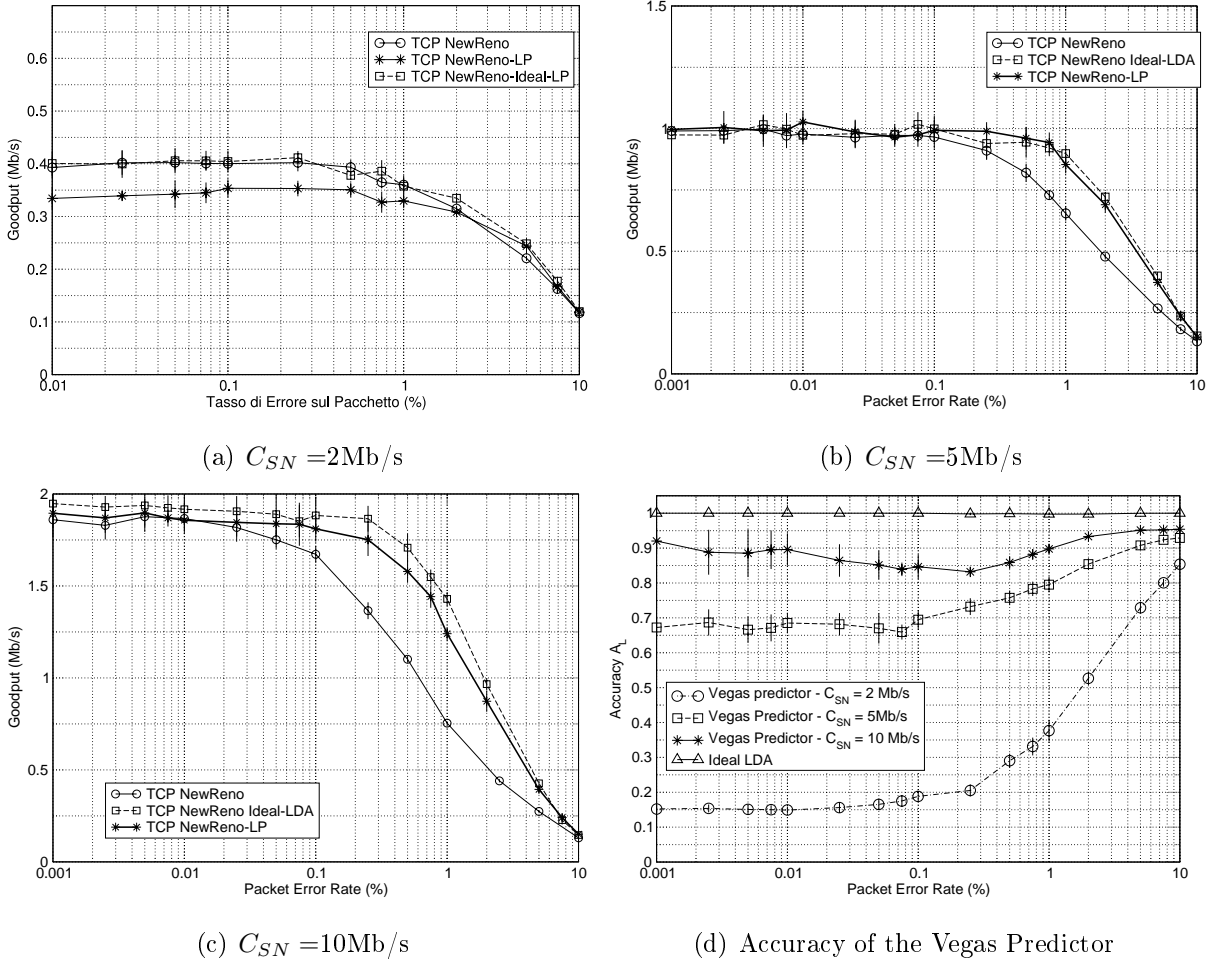 0.7
0.6
0.5
0.4
0.3
0.2
0.1
0
Goodput (Mb/s)
TCP NewReno
TCP NewReno-LP
TCP NewReno-Ideal-LP
0.01
0.1
1
10
Tasso di Errore sul Pacchetto (%)
(a) C_SN =2Mb/s
1.5
1
0.5
0
Goodput (Mb/s)
TCP NewReno
TCP NewReno Ideal-LDA
TCP NewReno-LP
0.001
0.01
0.1
1
10
Packet Error Rate (%)
(b) C_SN =5Mb/s
2
1.5
1
0.5
0
Goodput (Mb/s)
TCP NewReno
TCP NewReno Ideal-LDA
TCP NewReno-LP
0.001
0.01
0.1
1
10
Packet Error Rate (%)
(c) C_SN =10Mb/s
1
0.9
0.8
0.7
0.6
0.5
0.4
0.3
0.2
0.1
0
Accuracy A_L
Vegas predictor - C_SN = 2 Mb/s
Vegas Predictor - C_SN = 5Mb/s
Vegas Predictor - C_SN = 10 Mb/s
Ideal LDA
0.001
0.01
0.1
1
10
Packet Error Rate (%)
(d) Accuracy of the Vegas Predictor